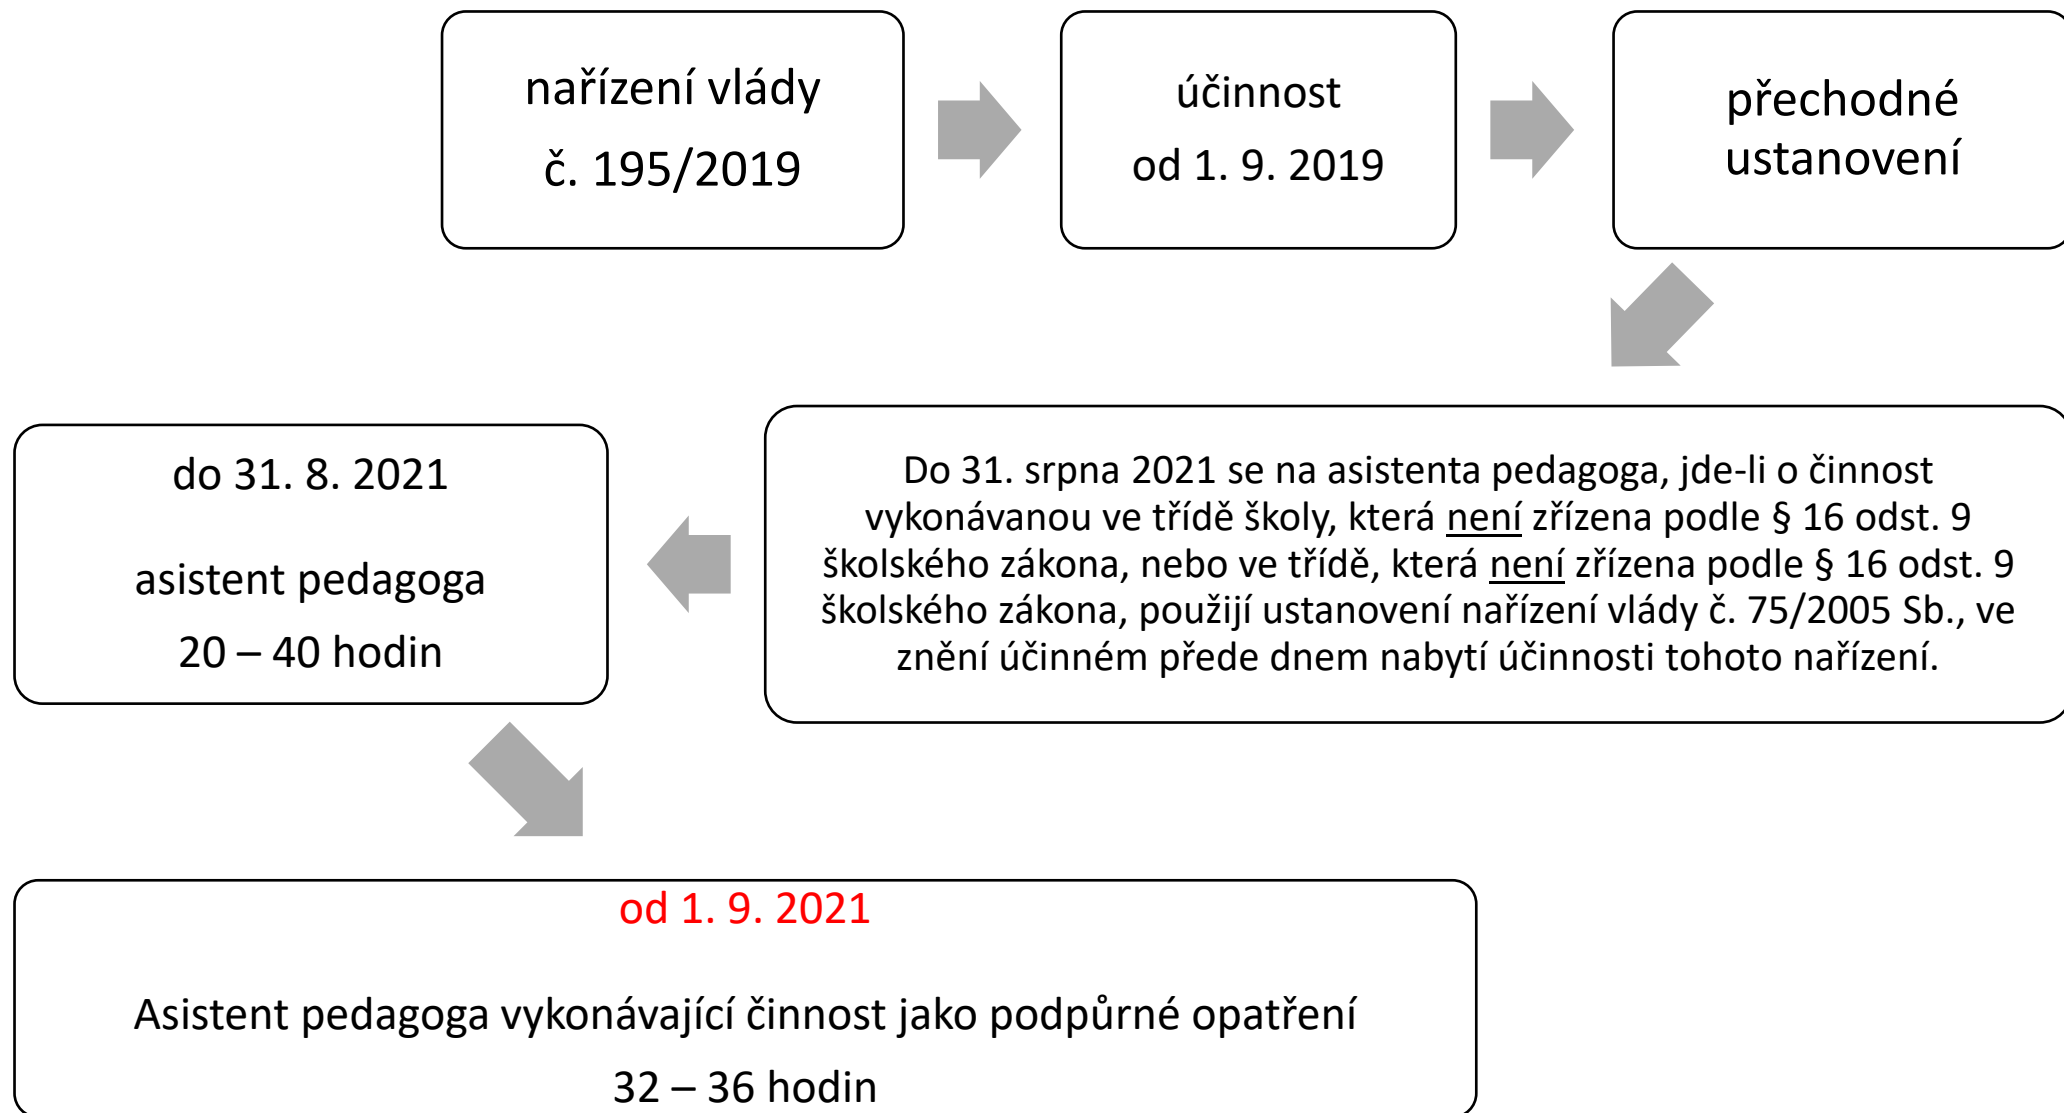 nařízení vlády
č. 195/2019
účinnost
od 1. 9. 2019
přechodné
ustanovení
Do 31. srpna 2021 se na asistenta pedagoga, jde-li o činnost
vykonávanou ve třídě školy, která není zřízena podle § 16 odst. 9
školského zákona, nebo ve třídě, která není zřízena podle § 16 odst. 9
školského zákona, použijí ustanovení nařízení vlády č. 75/2005 Sb., ve
znění účinném přede dnem nabytí účinnosti tohoto nařízení.
do 31. 8. 2021
asistent pedagoga
20 – 40 hodin
od 1. 9. 2021
Asistent pedagoga vykonávající činnost jako podpůrné opatření
32 – 36 hodin